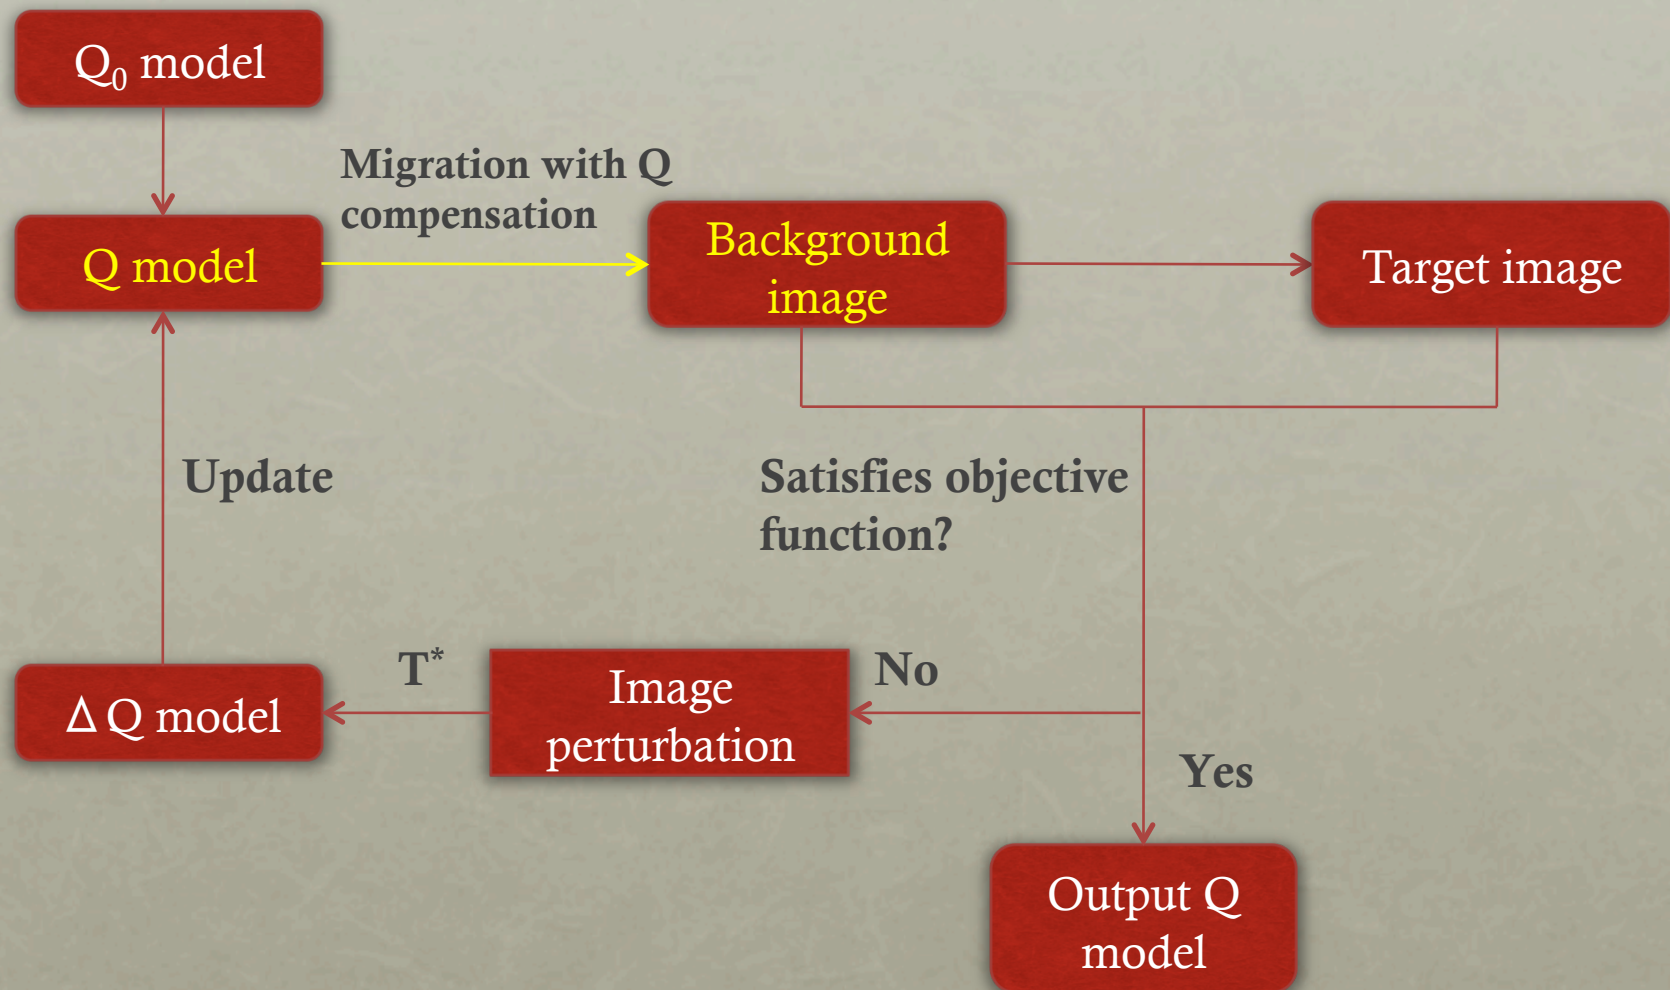 Q₀ model
Migration with Q
compensation
Q model
Background
image
Target image
Update
Satisfies objective
function?
Δ Q model
T*
Image
perturbation
No
Yes
Output Q
model